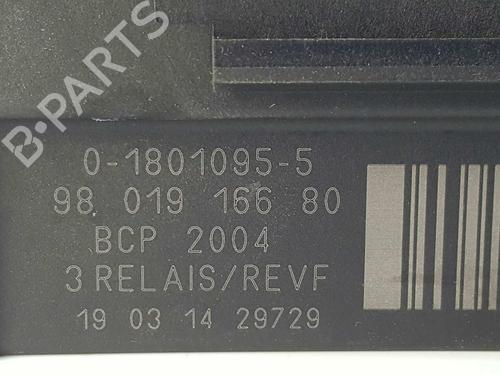 B-PARTS
0-1801095-5
98 019 166 80
BCP 2004
3 RELAIS/REVF
19 03 14 29729